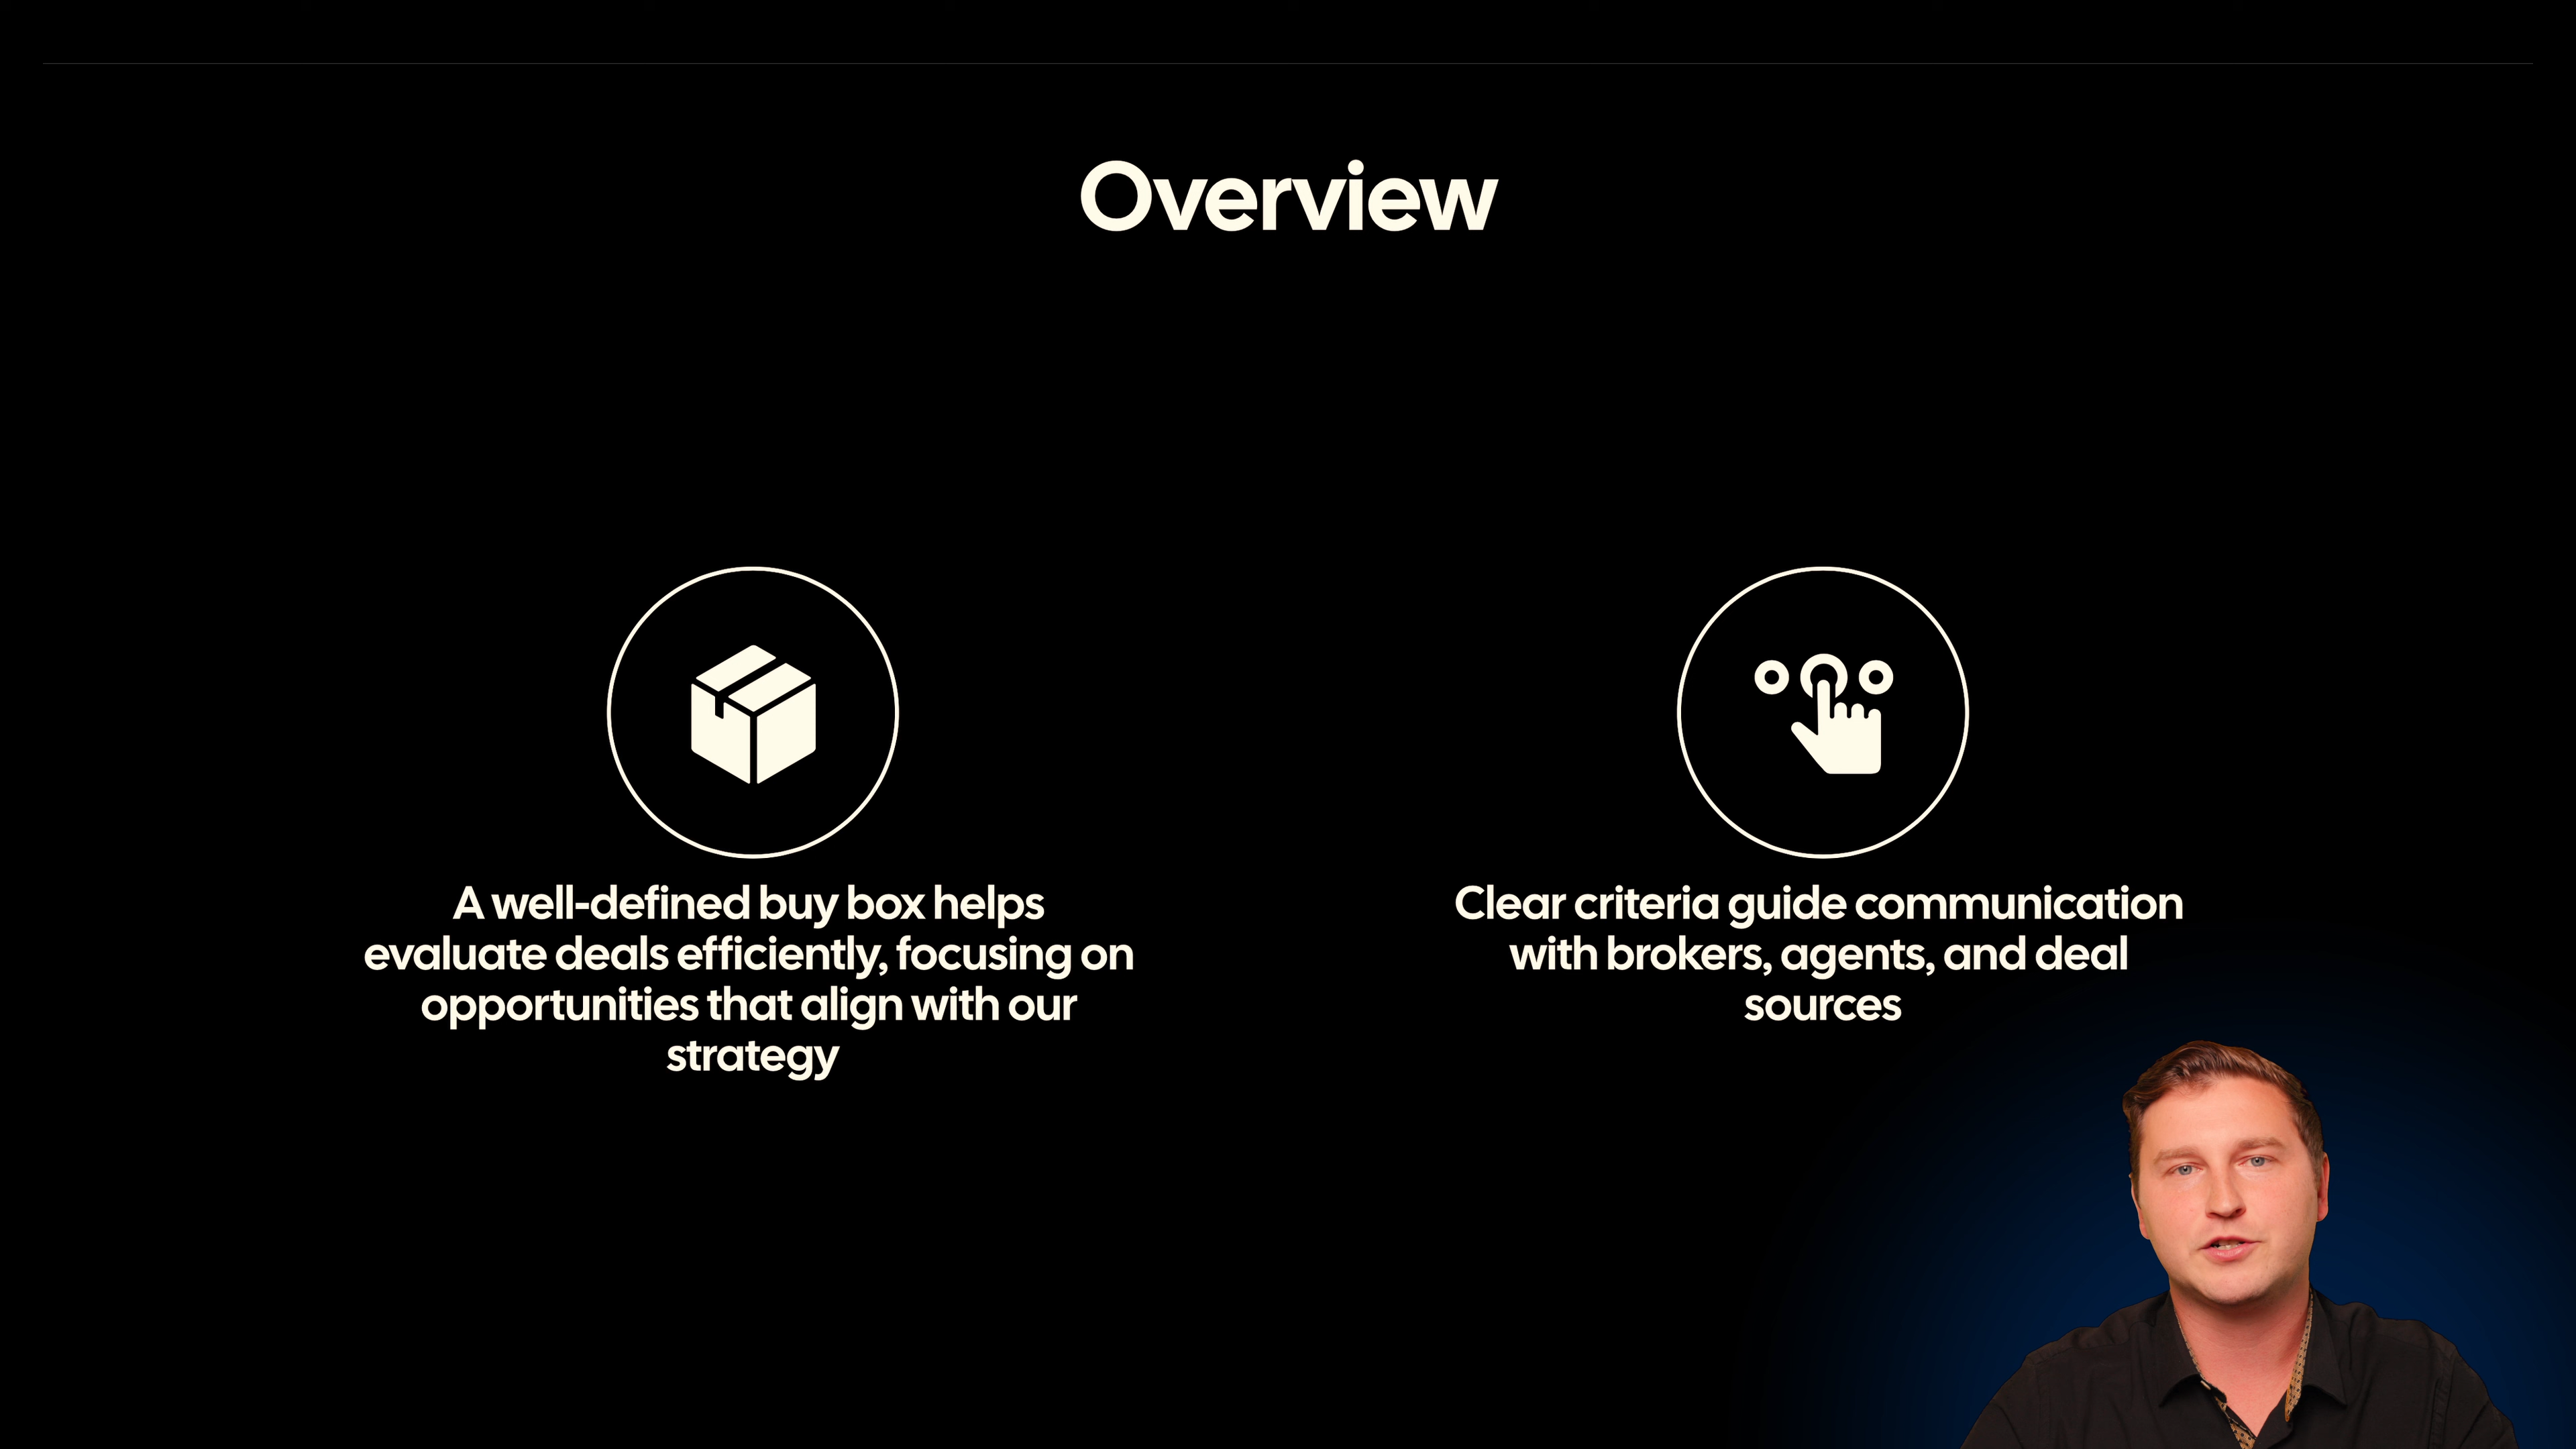 Overview
A well-defined buy box helps
evaluate deals efficiently, focusing on
opportunities that align with our
strategy
Clear criteria guide communication
with brokers, agents, and deal
sources